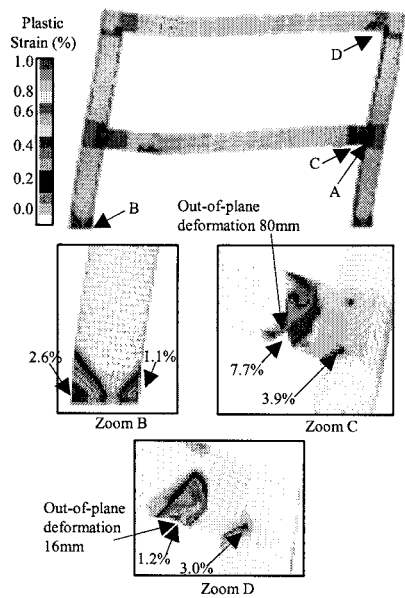 Plastic
Strain (%)
1.0
0.8
0.6
0.4
0.2
0.0
D
C
A
B
Out-of-plane
deformation 80mm
2.6%
1.1%
Zoom B
7.7%
3.9%
Zoom C
Out-of-plane
deformation
16mm
1.2%
3.0%
Zoom D